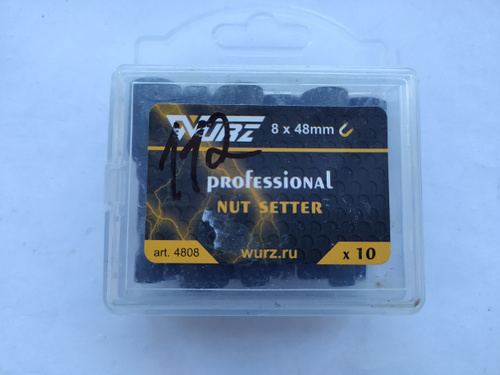 WURZ 8 x 48mm
112
professional
NUT SETTER
art. 4808 wurz.ru x 10